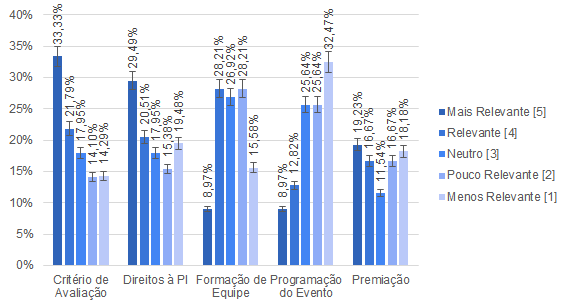 40%
35%
30%
25%
20%
15%
10%
5%
0%
33,33%
21,79%
17,95%
14,10%
14,29%
29,49%
20,51%
17,95%
15,38%
19,48%
8,97%
28,21%
26,92%
28,21%
15,58%
8,97%
12,82%
25,64%
25,64%
32,47%
19,23%
16,67%
11,54%
16,67%
18,18%
Critério de
Avaliação
Direitos à PI
Formação de
Equipe
Programação
do Evento
Premiação
Mais Relevante [5]
Relevante [4]
Neutro [3]
Pouco Relevante [2]
Menos Relevante [1]